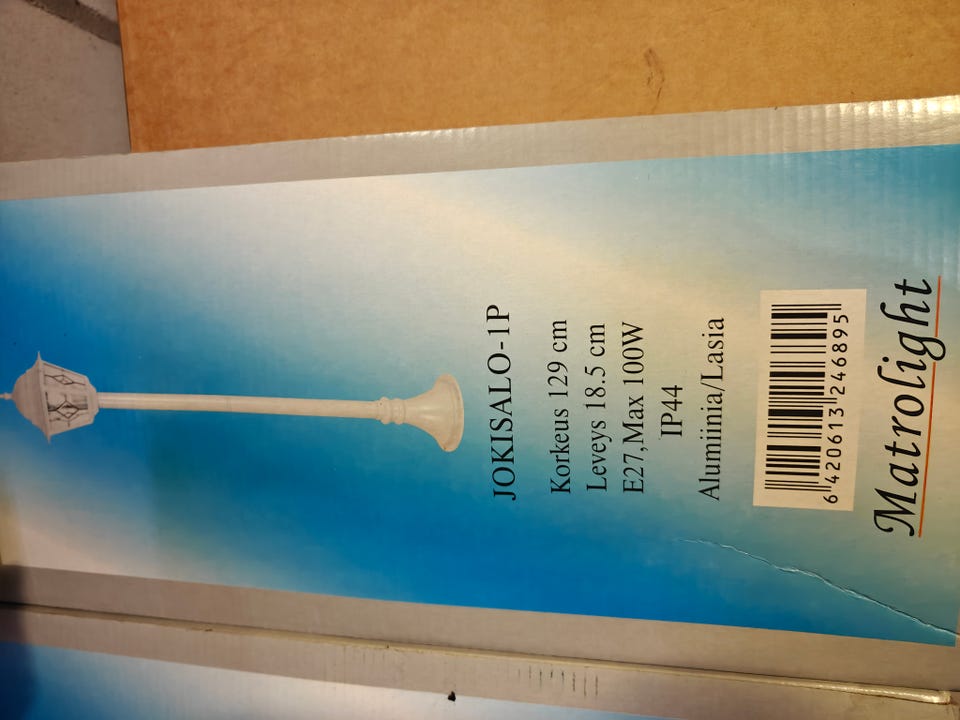 JOKISALO-1P
Korkeus 129 cm
Leveys 18.5 cm
E27,Max 100W
IP44
Alumiinia/Lasia
6 420613 246895
Matrolight